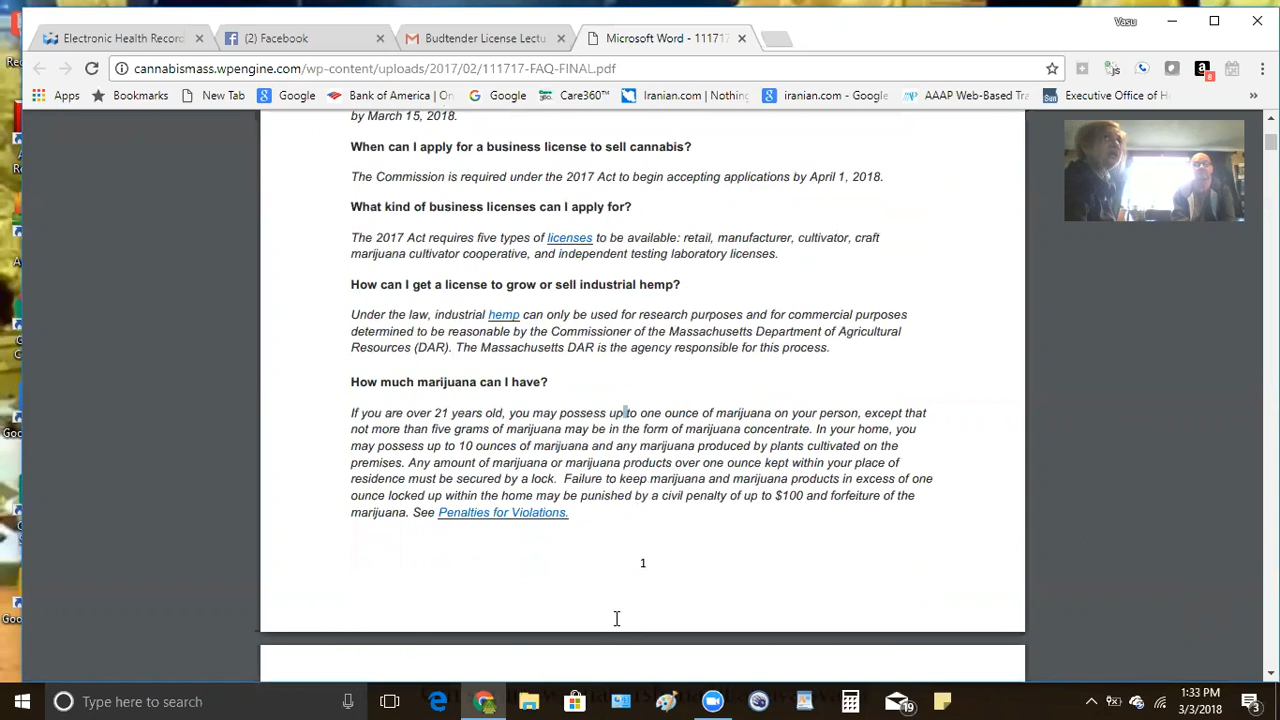 Vasu
Electronic Health Record
(2) Facebook
Budtender License Lectu
Microsoft Word - 111717
cannabismass.wpengine.com/wp-content/uploads/2017/02/111717-FAQ-FINAL.pdf
Apps
Bookmarks
New Tab
Google
Bank of America | On
Google
Care360™
Iranian.com | Nothing
iranian.com - Google
AAAP Web-Based Tra
Executive Office of H
by March 15, 2018.
When can I apply for a business license to sell cannabis?
The Commission is required under the 2017 Act to begin accepting applications by April 1, 2018.
What kind of business licenses can I apply for?
The 2017 Act requires five types of licenses to be available: retail, manufacturer, cultivator, craft
marijuana cultivator cooperative, and independent testing laboratory licenses.
How can I get a license to grow or sell industrial hemp?
Under the law, industrial hemp can only be used for research purposes and for commercial purposes
determined to be reasonable by the Commissioner of the Massachusetts Department of Agricultural
Resources (DAR). The Massachusetts DAR is the agency responsible for this process.
How much marijuana can I have?
If you are over 21 years old, you may possess up to one ounce of marijuana on your person, except that
not more than five grams of marijuana may be in the form of marijuana concentrate. In your home, you
may possess up to 10 ounces of marijuana and any marijuana produced by plants cultivated on the
premises. Any amount of marijuana or marijuana products over one ounce kept within your place of
residence must be secured by a lock. Failure to keep marijuana and marijuana products in excess of one
ounce locked up within the home may be punished by a civil penalty of up to $100 and forfeiture of the
marijuana. See Penalties for Violations.
1
Type here to search
19
1:33 PM
3/3/2018
3